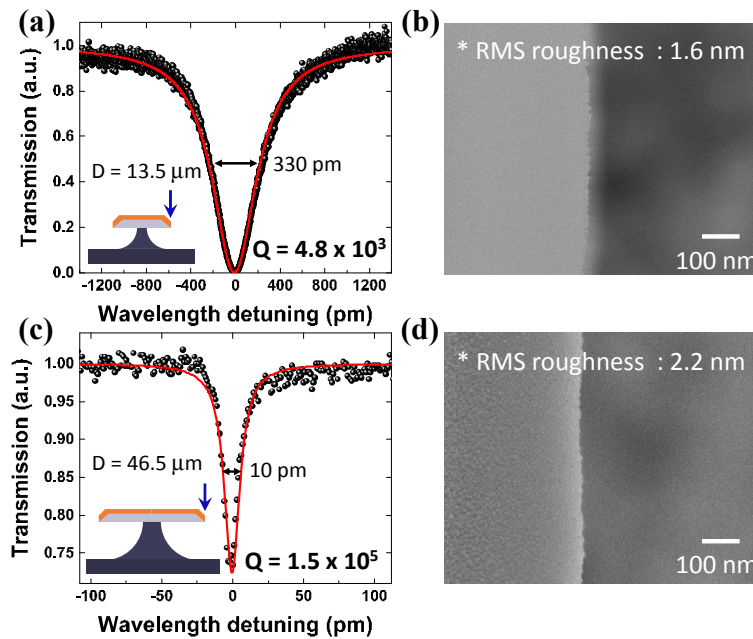 (a)
1.0
0.8
0.6
0.4
0.2
0.0
Transmission (a.u.)
D = 13.5 μm
330 pm
Q = 4.8 x 10³
-1200 -800 -400 0 400 800 1200
Wavelength detuning (pm)
(b)
* RMS roughness : 1.6 nm
100 nm
(c)
1.00
0.95
0.90
0.85
0.80
0.75
Transmission (a.u.)
D = 46.5 μm
10 pm
Q = 1.5 x 10⁵
-100 -50 0 50 100
Wavelength detuning (pm)
(d)
* RMS roughness : 2.2 nm
100 nm